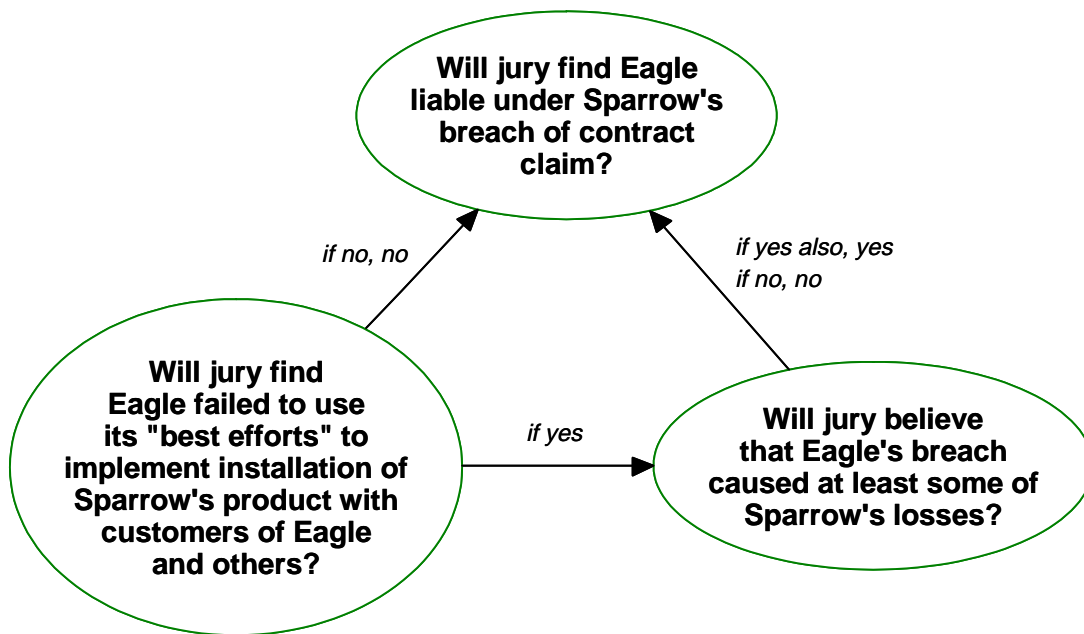 Will jury find Eagle
liable under Sparrow's
breach of contract
claim?
if no, no
if yes also, yes
if no, no
Will jury find
Eagle failed to use
its "best efforts" to
implement installation of
Sparrow's product with
customers of Eagle
and others?
if yes
Will jury believe
that Eagle's breach
caused at least some of
Sparrow's losses?